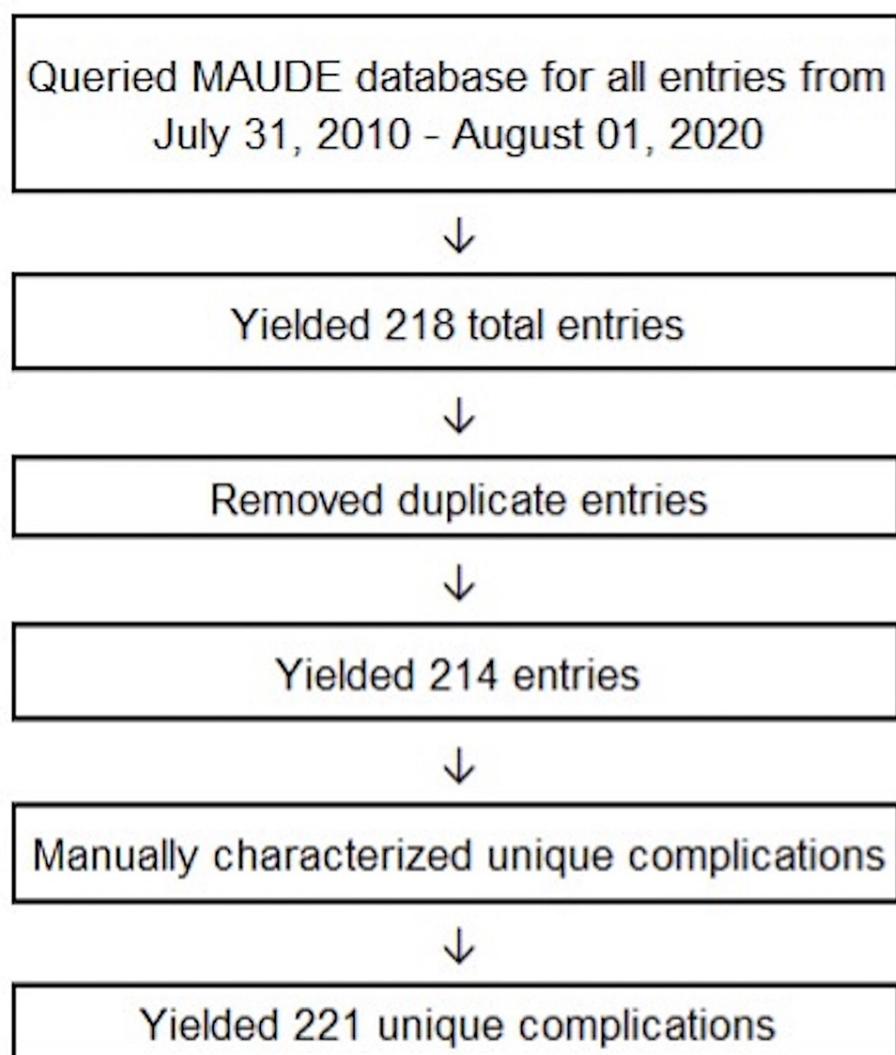 Queried MAUDE database for all entries from
July 31, 2010 - August 01, 2020
↓
Yielded 218 total entries
↓
Removed duplicate entries
↓
Yielded 214 entries
↓
Manually characterized unique complications
↓
Yielded 221 unique complications